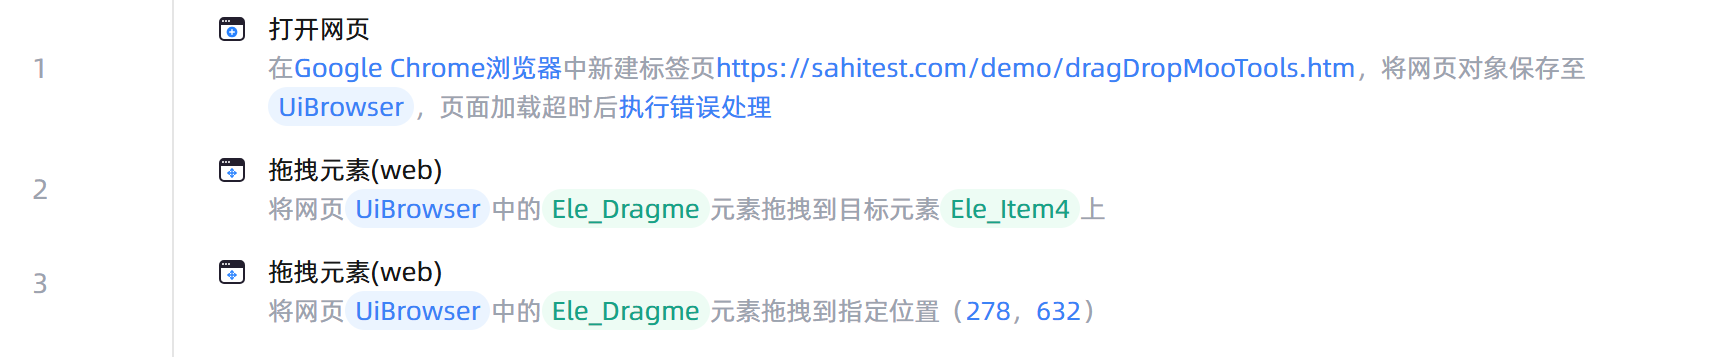 打开网页
1
在Google Chrome浏览器中新建标签页https://sahitest.com/demo/dragDropMooTools.htm，将网页对象保存至
UiBrowser，页面加载超时后执行错误处理
拖拽元素(web)
2
将网页 UiBrowser 中的 Ele_Dragme 元素拖拽到目标元素 Ele_Item4 上
拖拽元素(web)
3
将网页 UiBrowser 中的 Ele_Dragme 元素拖拽到指定位置（278，632）